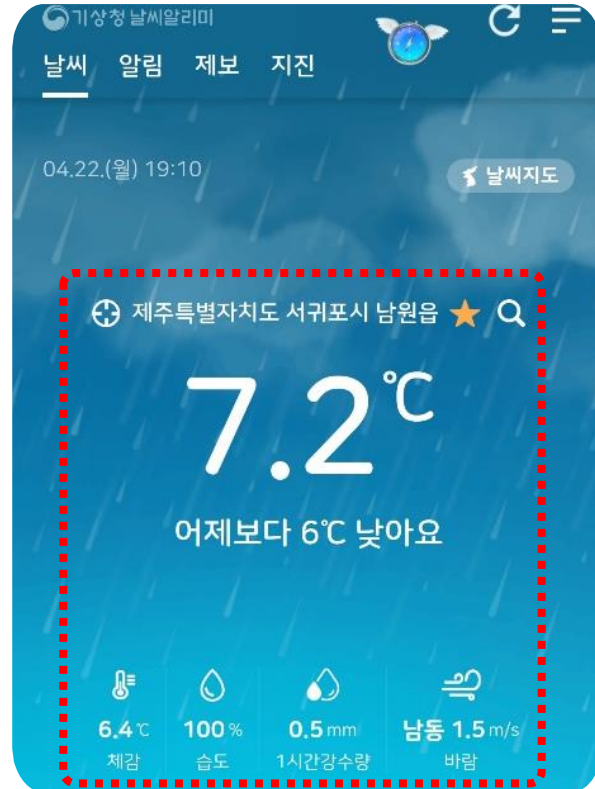 기상청 날씨알리미
날씨 알림 제보 지진
04.22.(월) 19:10
날씨지도
제주특별자치도 서귀포시 남원읍
7.2℃
어제보다 6℃ 낮아요
6.4℃ 100% 0.5mm 남동 1.5m/s
체감 습도 1시간강수량 바람